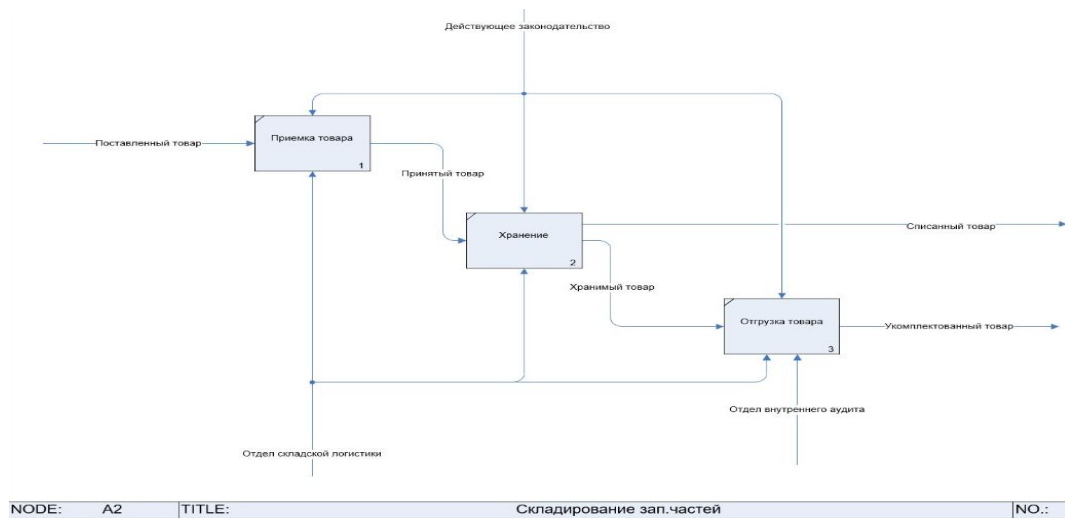 Действующее законодательство
Приемка товара
1
Поставленный товар
Принятый товар
Хранение
2
Списанный товар
Хранимый товар
Отгрузка товара
3
Укомплектованный товар
Отдел внутреннего аудита
Отдел складской логистики
NODE: A2 TITLE: Складирование зап.частей NO.: